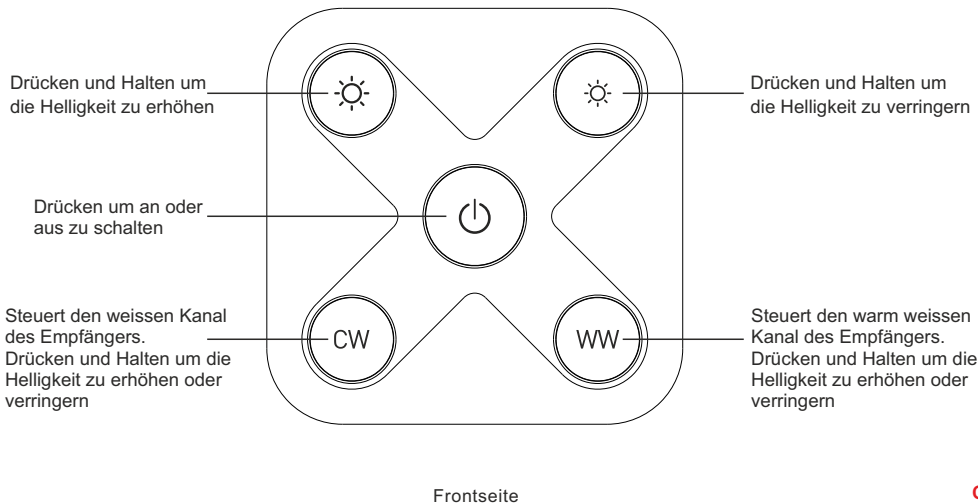 Drücken und Halten um
die Helligkeit zu erhöhen
Drücken und Halten um
die Helligkeit zu verringern
Drücken um an oder
aus zu schalten
Steuert den weissen Kanal
des Empfängers.
Drücken und Halten um die
Helligkeit zu erhöhen oder
verringern
CW
WW
Steuert den warm weissen
Kanal des Empfängers.
Drücken und Halten um die
Helligkeit zu erhöhen oder
verringern
Frontseite